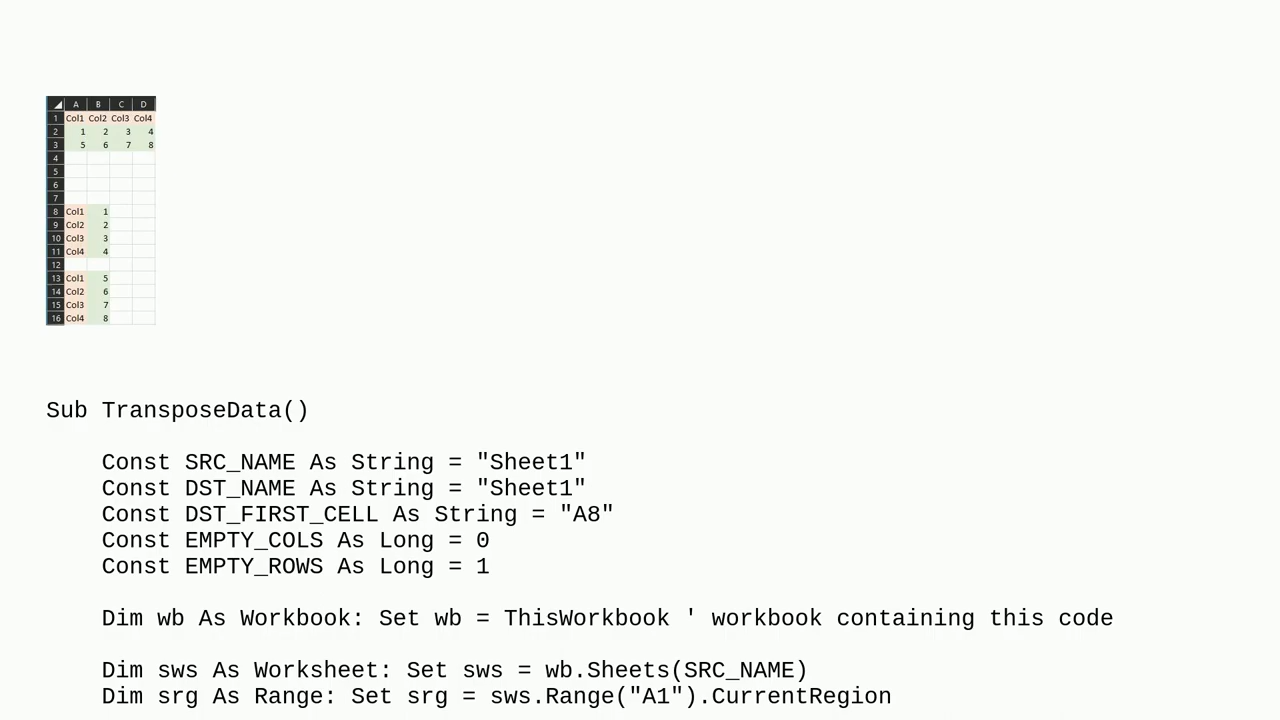 A B C D
1 Col1 Col2 Col3 Col4
2 1 2 3 4
3 5 6 7 8
4
5
6
7
8 Col1 1
9 Col2 2
10 Col3 3
11 Col4 4
12
13 Col1 5
14 Col2 6
15 Col3 7
16 Col4 8
Sub TransposeData()
Const SRC_NAME As String = "Sheet1"
Const DST_NAME As String = "Sheet1"
Const DST_FIRST_CELL As String = "A8"
Const EMPTY_COLS As Long = 0
Const EMPTY_ROWS As Long = 1
Dim wb As Workbook: Set wb = ThisWorkbook ' workbook containing this code
Dim sws As Worksheet: Set sws = wb.Sheets(SRC_NAME)
Dim srg As Range: Set srg = sws.Range("A1").CurrentRegion